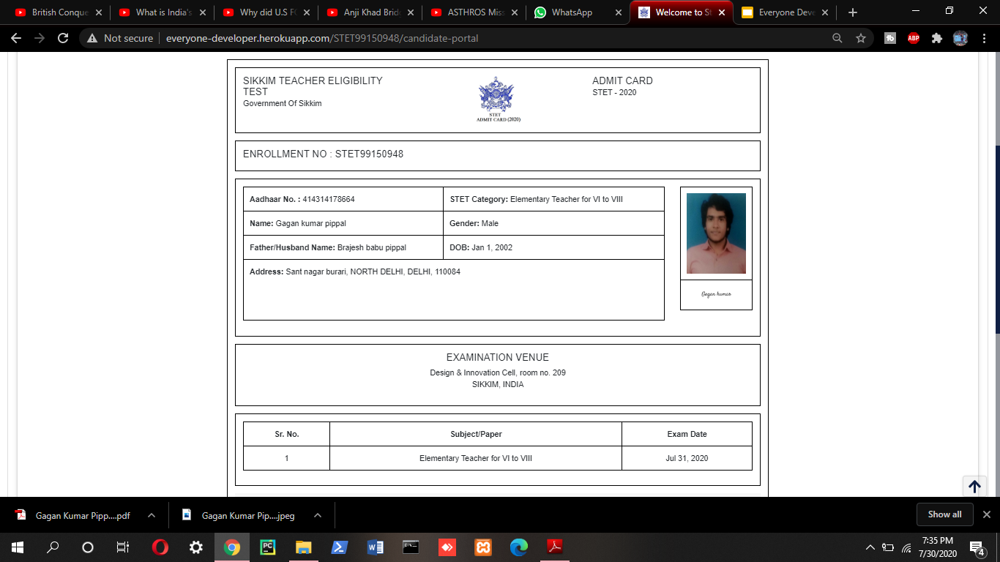 British Conque
What is India's
Why did U.S F
Anji Khad Brid
ASTHROS Miss
WhatsApp
Welcome to St
Everyone Deve
Not secure
everyone-developer.herokuapp.com/STET99150948/candidate-portal
ABP
SIKKIM TEACHER ELIGIBILITY
TEST
Government Of Sikkim
STET
ADMIT CARD (2020)
ADMIT CARD
STET - 2020
ENROLLMENT NO : STET99150948
Aadhaar No. : 414314178664
STET Category: Elementary Teacher for VI to VIII
Name: Gagan kumar pippal
Gender: Male
Father/Husband Name: Brajesh babu pippal
DOB: Jan 1, 2002
Address: Sant nagar burari, NORTH DELHI, DELHI, 110084
Gagan kumar
EXAMINATION VENUE
Design & Innovation Cell, room no. 209
SIKKIM, INDIA
Sr. No. Subject/Paper Exam Date
1 Elementary Teacher for VI to VIII Jul 31, 2020
Gagan Kumar Pipp....pdf
Gagan Kumar Pip....jpeg
Show all
7:35 PM
7/30/2020
4